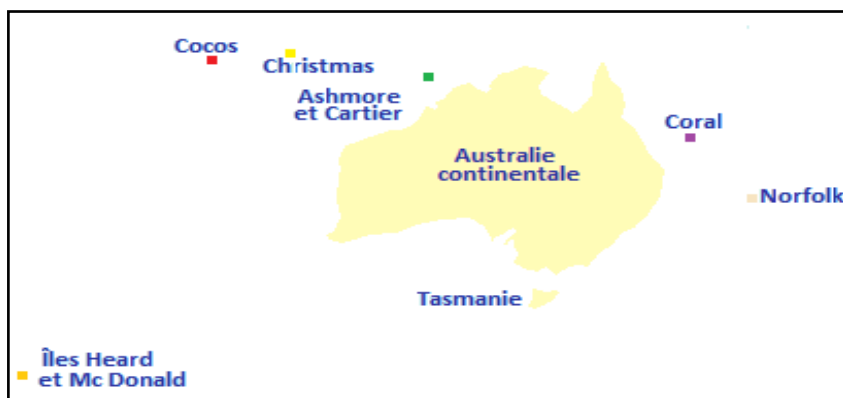 Cocos
Christmas
Ashmore
et Cartier
Coral
Australie
continentale
Norfolk
Tasmanie
Îles Heard
et Mc Donald